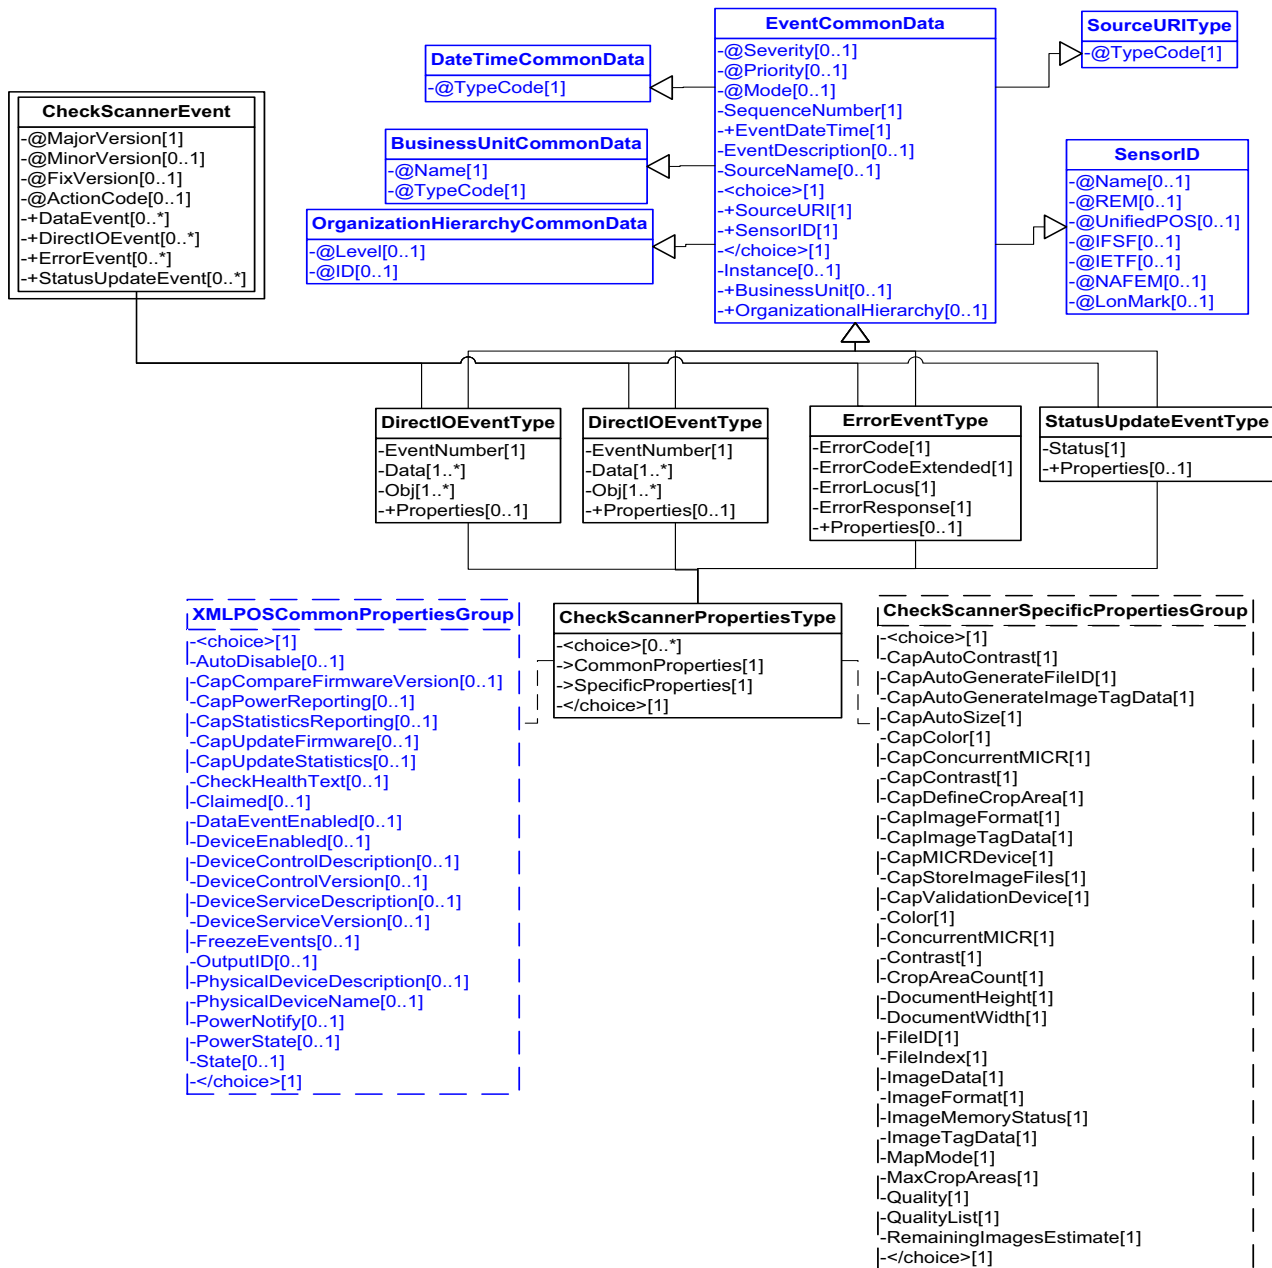 EventCommonData
-@Severity[0..1]
-@Priority[0..1]
-@Mode[0..1]
-SequenceNumber[1]
-+EventDateTime[1]
-EventDescription[0..1]
-SourceName[0..1]
-<choice>[1]
-+SourceURI[1]
-+SensorID[1]
-</choice>[1]
-Instance[0..1]
-+BusinessUnit[0..1]
-+OrganizationalHierarchy[0..1]
SourceURIType
-@TypeCode[1]
DateTimeCommonData
-@TypeCode[1]
CheckScannerEvent
-@MajorVersion[1]
-@MinorVersion[0..1]
-@FixVersion[0..1]
-@ActionCode[0..1]
-+DataEvent[0..*]
-+DirectIOEvent[0..*]
-+ErrorEvent[0..*]
-+StatusUpdateEvent[0..*]
BusinessUnitCommonData
-@Name[1]
-@TypeCode[1]
OrganizationHierarchyCommonData
-@Level[0..1]
-@ID[0..1]
SensorID
-@Name[0..1]
-@REM[0..1]
-@UnifiedPOS[0..1]
-@IFSF[0..1]
-@IETF[0..1]
-@NAFEM[0..1]
-@LonMark[0..1]
DirectIOEventType
-EventNumber[1]
-Data[1..*]
-Obj[1..*]
-+Properties[0..1]
DirectIOEventType
-EventNumber[1]
-Data[1..*]
-Obj[1..*]
-+Properties[0..1]
ErrorEventType
-ErrorCode[1]
-ErrorCodeExtended[1]
-ErrorLocus[1]
-ErrorResponse[1]
-+Properties[0..1]
StatusUpdateEventType
-Status[1]
-+Properties[0..1]
XMLPOSCommonPropertiesGroup
-<choice>[1]
-AutoDisable[0..1]
-CapCompareFirmwareVersion[0..1]
-CapPowerReporting[0..1]
-CapStatisticsReporting[0..1]
-CapUpdateFirmware[0..1]
-CapUpdateStatistics[0..1]
-CheckHealthText[0..1]
-Claimed[0..1]
-DataEventEnabled[0..1]
-DeviceEnabled[0..1]
-DeviceControlDescription[0..1]
-DeviceControlVersion[0..1]
-DeviceServiceDescription[0..1]
-DeviceServiceVersion[0..1]
-FreezeEvents[0..1]
-OutputID[0..1]
-PhysicalDeviceDescription[0..1]
-PhysicalDeviceName[0..1]
-PowerNotify[0..1]
-PowerState[0..1]
-State[0..1]
-</choice>[1]
CheckScannerPropertiesType
-<choice>[0..*]
->CommonProperties[1]
->SpecificProperties[1]
-</choice>[1]
CheckScannerSpecificPropertiesGroup
-<choice>[1]
-CapAutoContrast[1]
-CapAutoGenerateFileID[1]
-CapAutoGenerateImageTagData[1]
-CapAutoSize[1]
-CapColor[1]
-CapConcurrentMICR[1]
-CapContrast[1]
-CapDefineCropArea[1]
-CapImageFormat[1]
-CapImageTagData[1]
-CapMICRDevice[1]
-CapStoreImageFiles[1]
-CapValidationDevice[1]
-Color[1]
-ConcurrentMICR[1]
-Contrast[1]
-CropAreaCount[1]
-DocumentHeight[1]
-DocumentWidth[1]
-FileID[1]
-FileIndex[1]
-ImageData[1]
-ImageFormat[1]
-ImageMemoryStatus[1]
-ImageTagData[1]
-MapMode[1]
-MaxCropAreas[1]
-Quality[1]
-QualityList[1]
-RemainingImagesEstimate[1]
-</choice>[1]